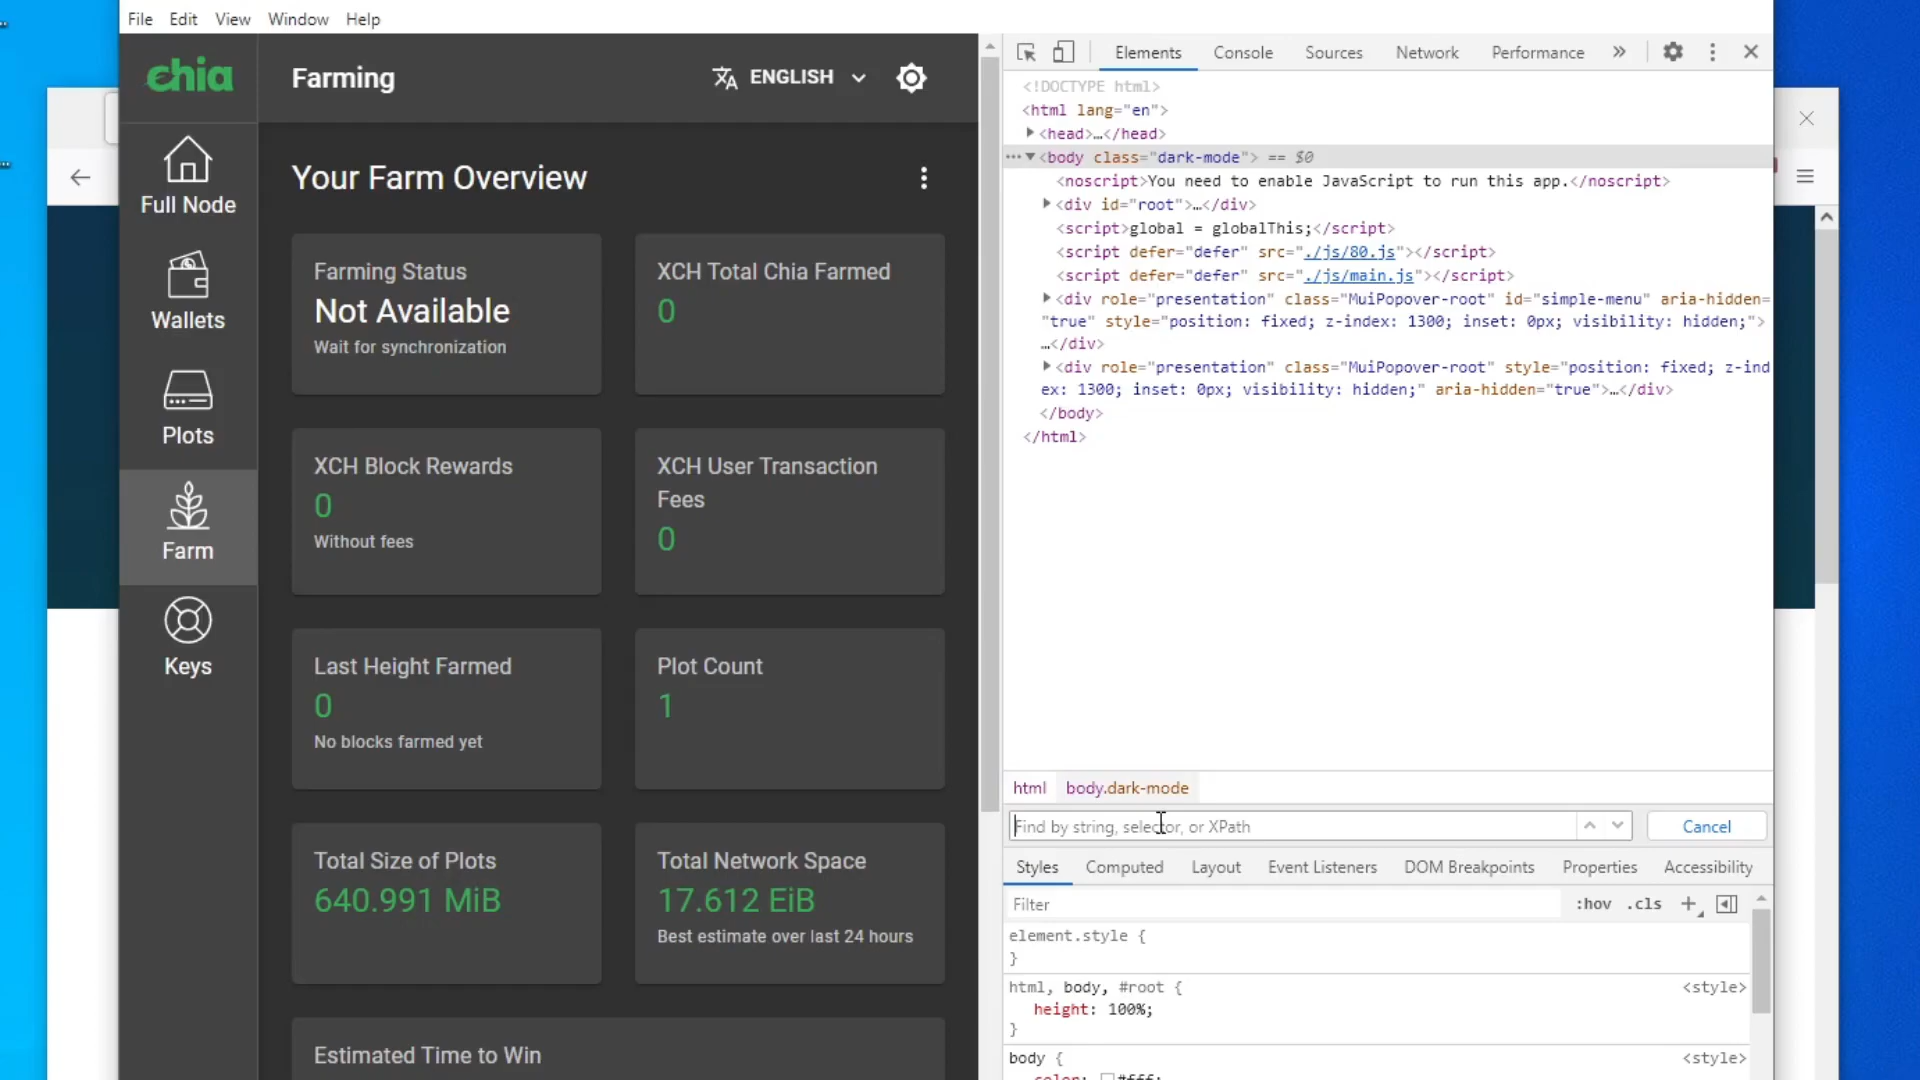 File Edit View Window Help
chia
Farming
ENGLISH
Full Node
Wallets
Plots
Farm
Keys
Your Farm Overview
Farming Status
Not Available
Wait for synchronization
XCH Total Chia Farmed
0
XCH Block Rewards
0
Without fees
XCH User Transaction
Fees
0
Last Height Farmed
0
No blocks farmed yet
Plot Count
1
Total Size of Plots
640.991 MiB
Total Network Space
17.612 EiB
Best estimate over last 24 hours
Estimated Time to Win
Elements Console Sources Network Performance »
<!DOCTYPE html>
<html lang="en">
<head>…</head>
<body class="dark-mode"> == $0
<noscript>You need to enable JavaScript to run this app.</noscript>
<div id="root">…</div>
<script>global = globalThis;</script>
<script defer="defer" src="./js/80.js"></script>
<script defer="defer" src="./js/main.js"></script>
<div role="presentation" class="MuiPopover-root" id="simple-menu" aria-hidden=
"true" style="position: fixed; z-index: 1300; inset: 0px; visibility: hidden;">
…</div>
<div role="presentation" class="MuiPopover-root" style="position: fixed; z-ind
ex: 1300; inset: 0px; visibility: hidden;" aria-hidden="true">…</div>
</body>
</html>
html body.dark-mode
Find by string, selector, or XPath
Cancel
Styles Computed Layout Event Listeners DOM Breakpoints Properties Accessibility
Filter
:hov .cls +
element.style {
}
html, body, #root { <style>
height: 100%;
}
body { <style>
color: #fff;